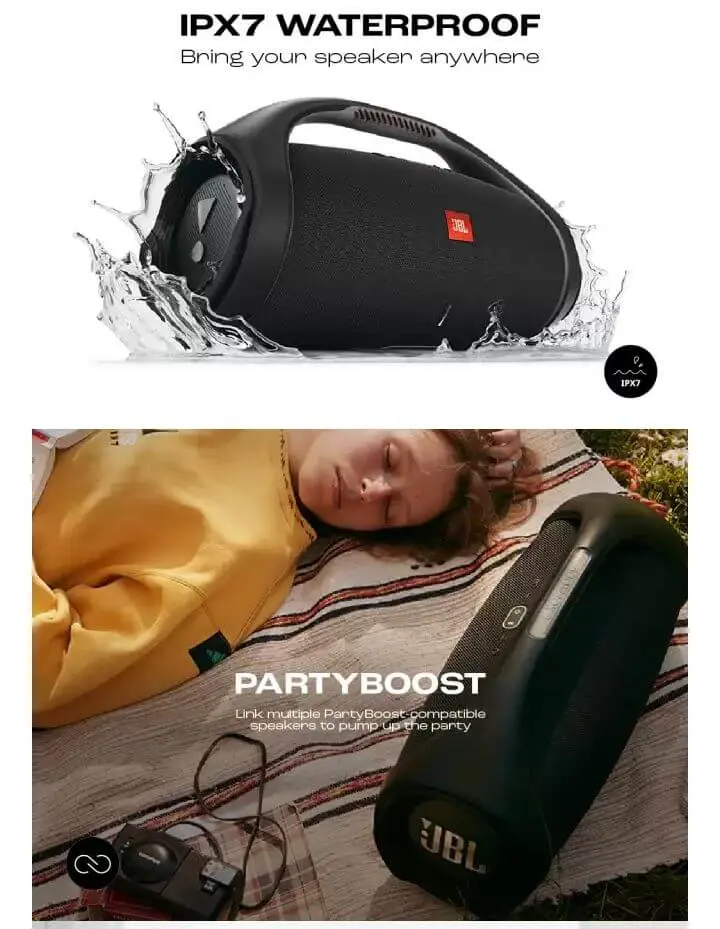 IPX7 WATERPROOF
Bring your speaker anywhere
JBL
IPX7
PARTYBOOST
Link multiple PartyBoost-compatible
speakers to pump up the party
JBL